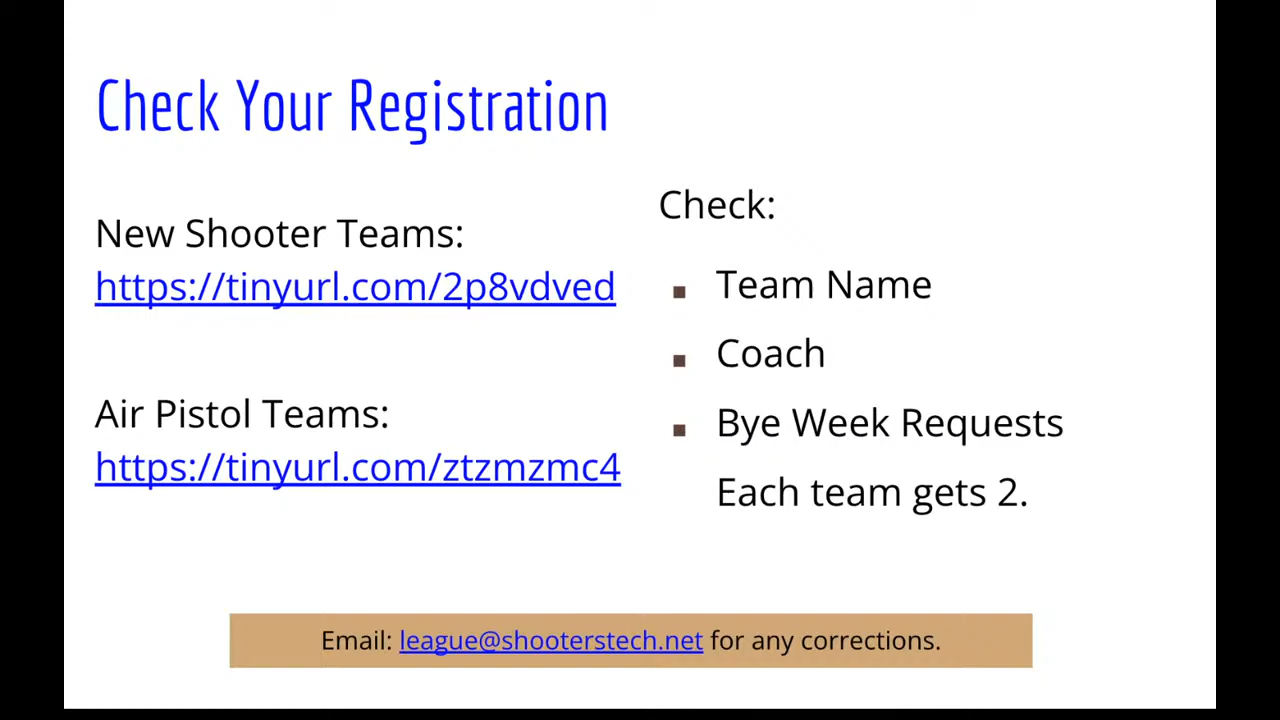 Check Your Registration
New Shooter Teams:
https://tinyurl.com/2p8vdved
Air Pistol Teams:
https://tinyurl.com/ztzmzmc4
Check:
▪ Team Name
▪ Coach
▪ Bye Week Requests
Each team gets 2.
Email: league@shooterstech.net for any corrections.